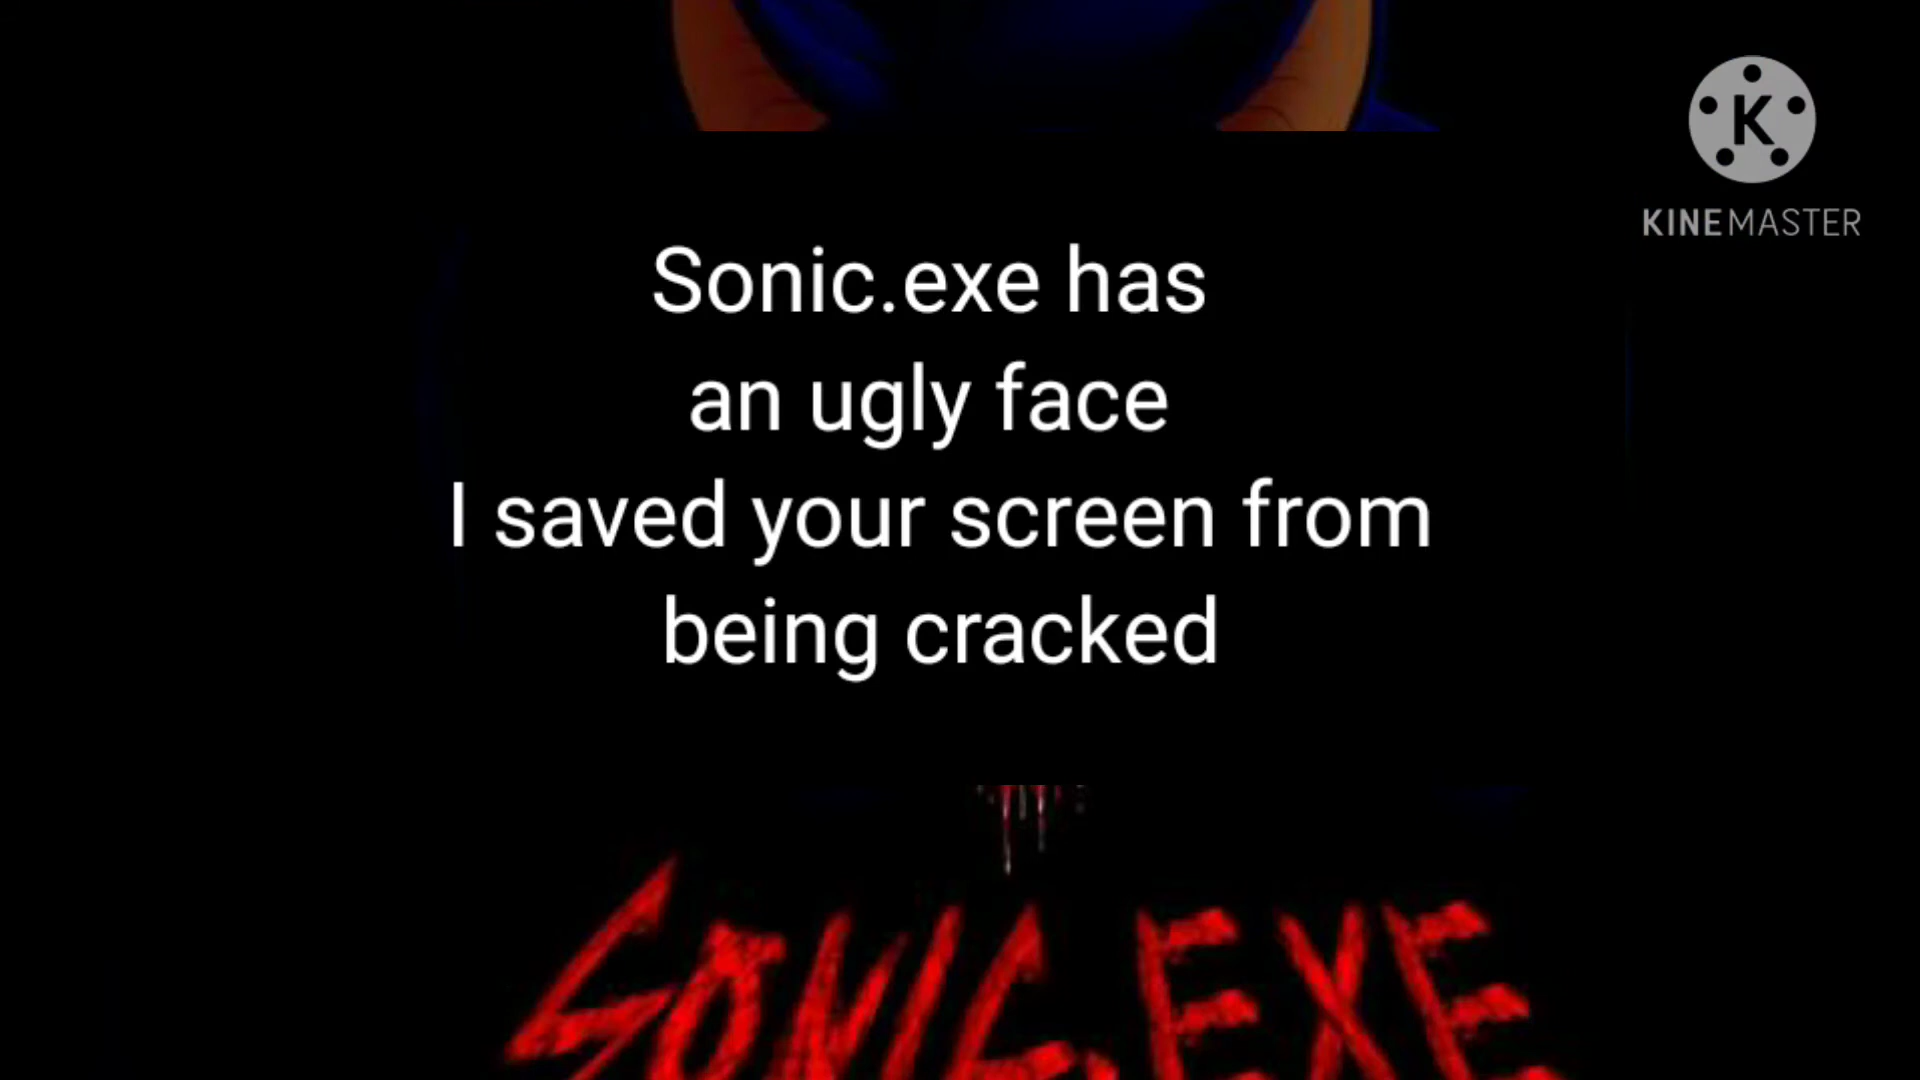 K
KINEMASTER
Sonic.exe has
an ugly face
I saved your screen from
being cracked
SONIC.EXE